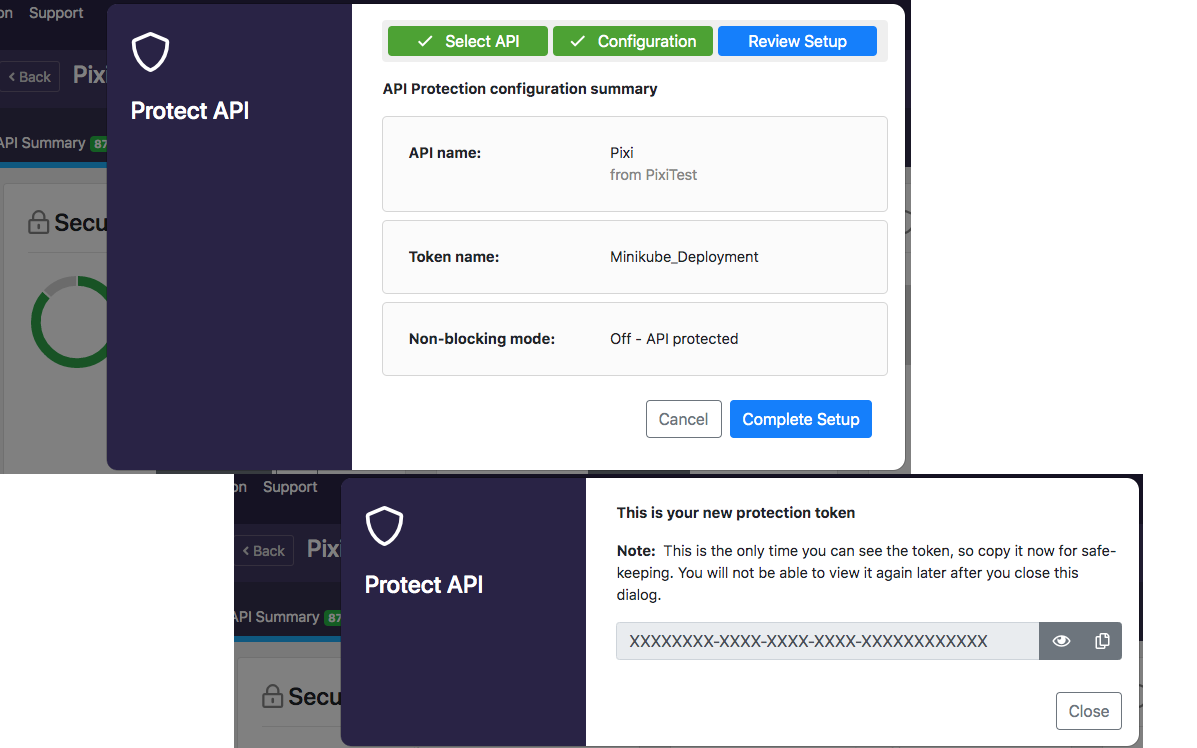 on Support
Back Pixi
API Summary 87
Secu
Protect API
Select API Configuration Review Setup
API Protection configuration summary
API name: Pixi
from PixiTest
Token name: Minikube_Deployment
Non-blocking mode: Off - API protected
Cancel Complete Setup
on Support
Back Pixi
API Summary 87
Secu
Protect API
This is your new protection token
Note: This is the only time you can see the token, so copy it now for safe-
keeping. You will not be able to view it again later after you close this
dialog.
XXXXXXXX-XXXX-XXXX-XXXX-XXXXXXXXXXXX
Close